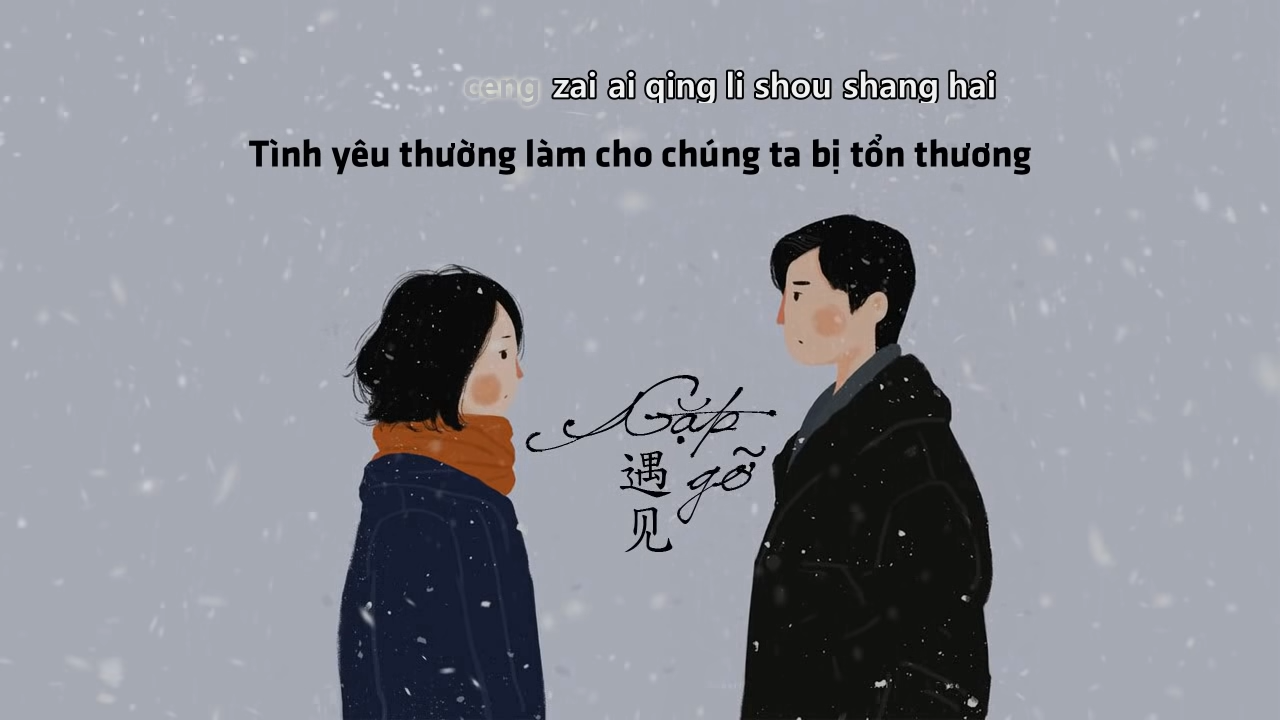 ceng zai ai qing li shou shang hai
Tình yêu thường làm cho chúng ta bị tổn thương
Gặp
gỡ
遇
见